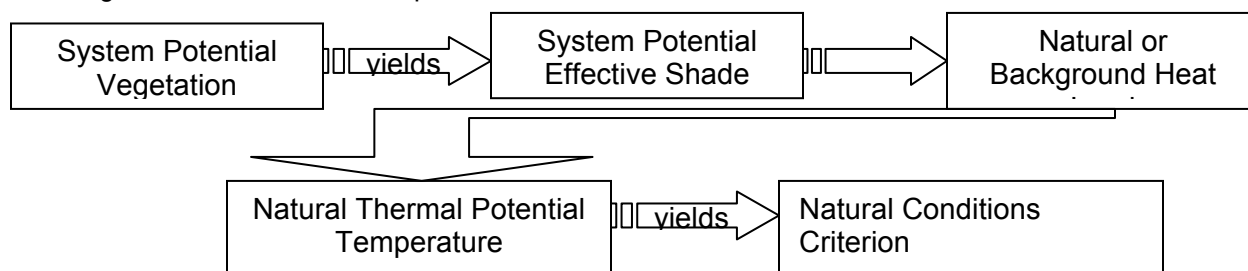 System Potential
Vegetation
yields
System Potential
Effective Shade
Natural or
Background Heat
Natural Thermal Potential
Temperature
yields
Natural Conditions
Criterion